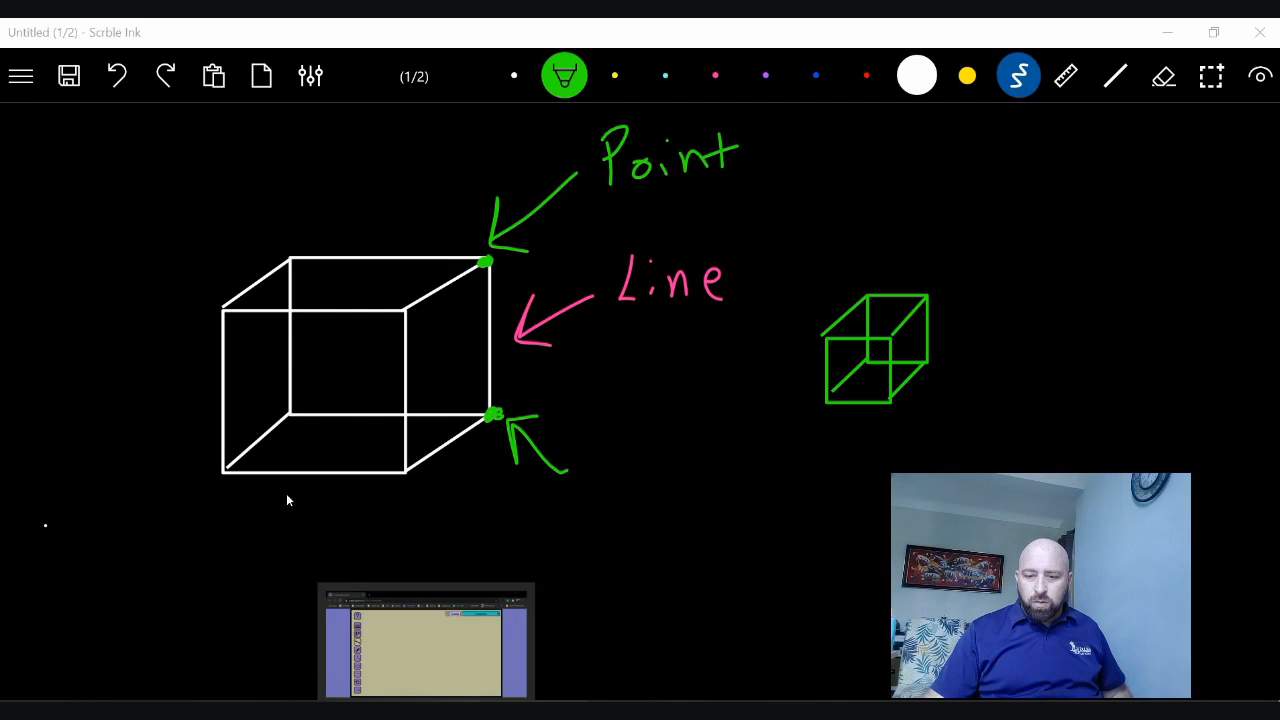 Untitled (1/2) - Scrble Ink
(1/2)
Point
Line